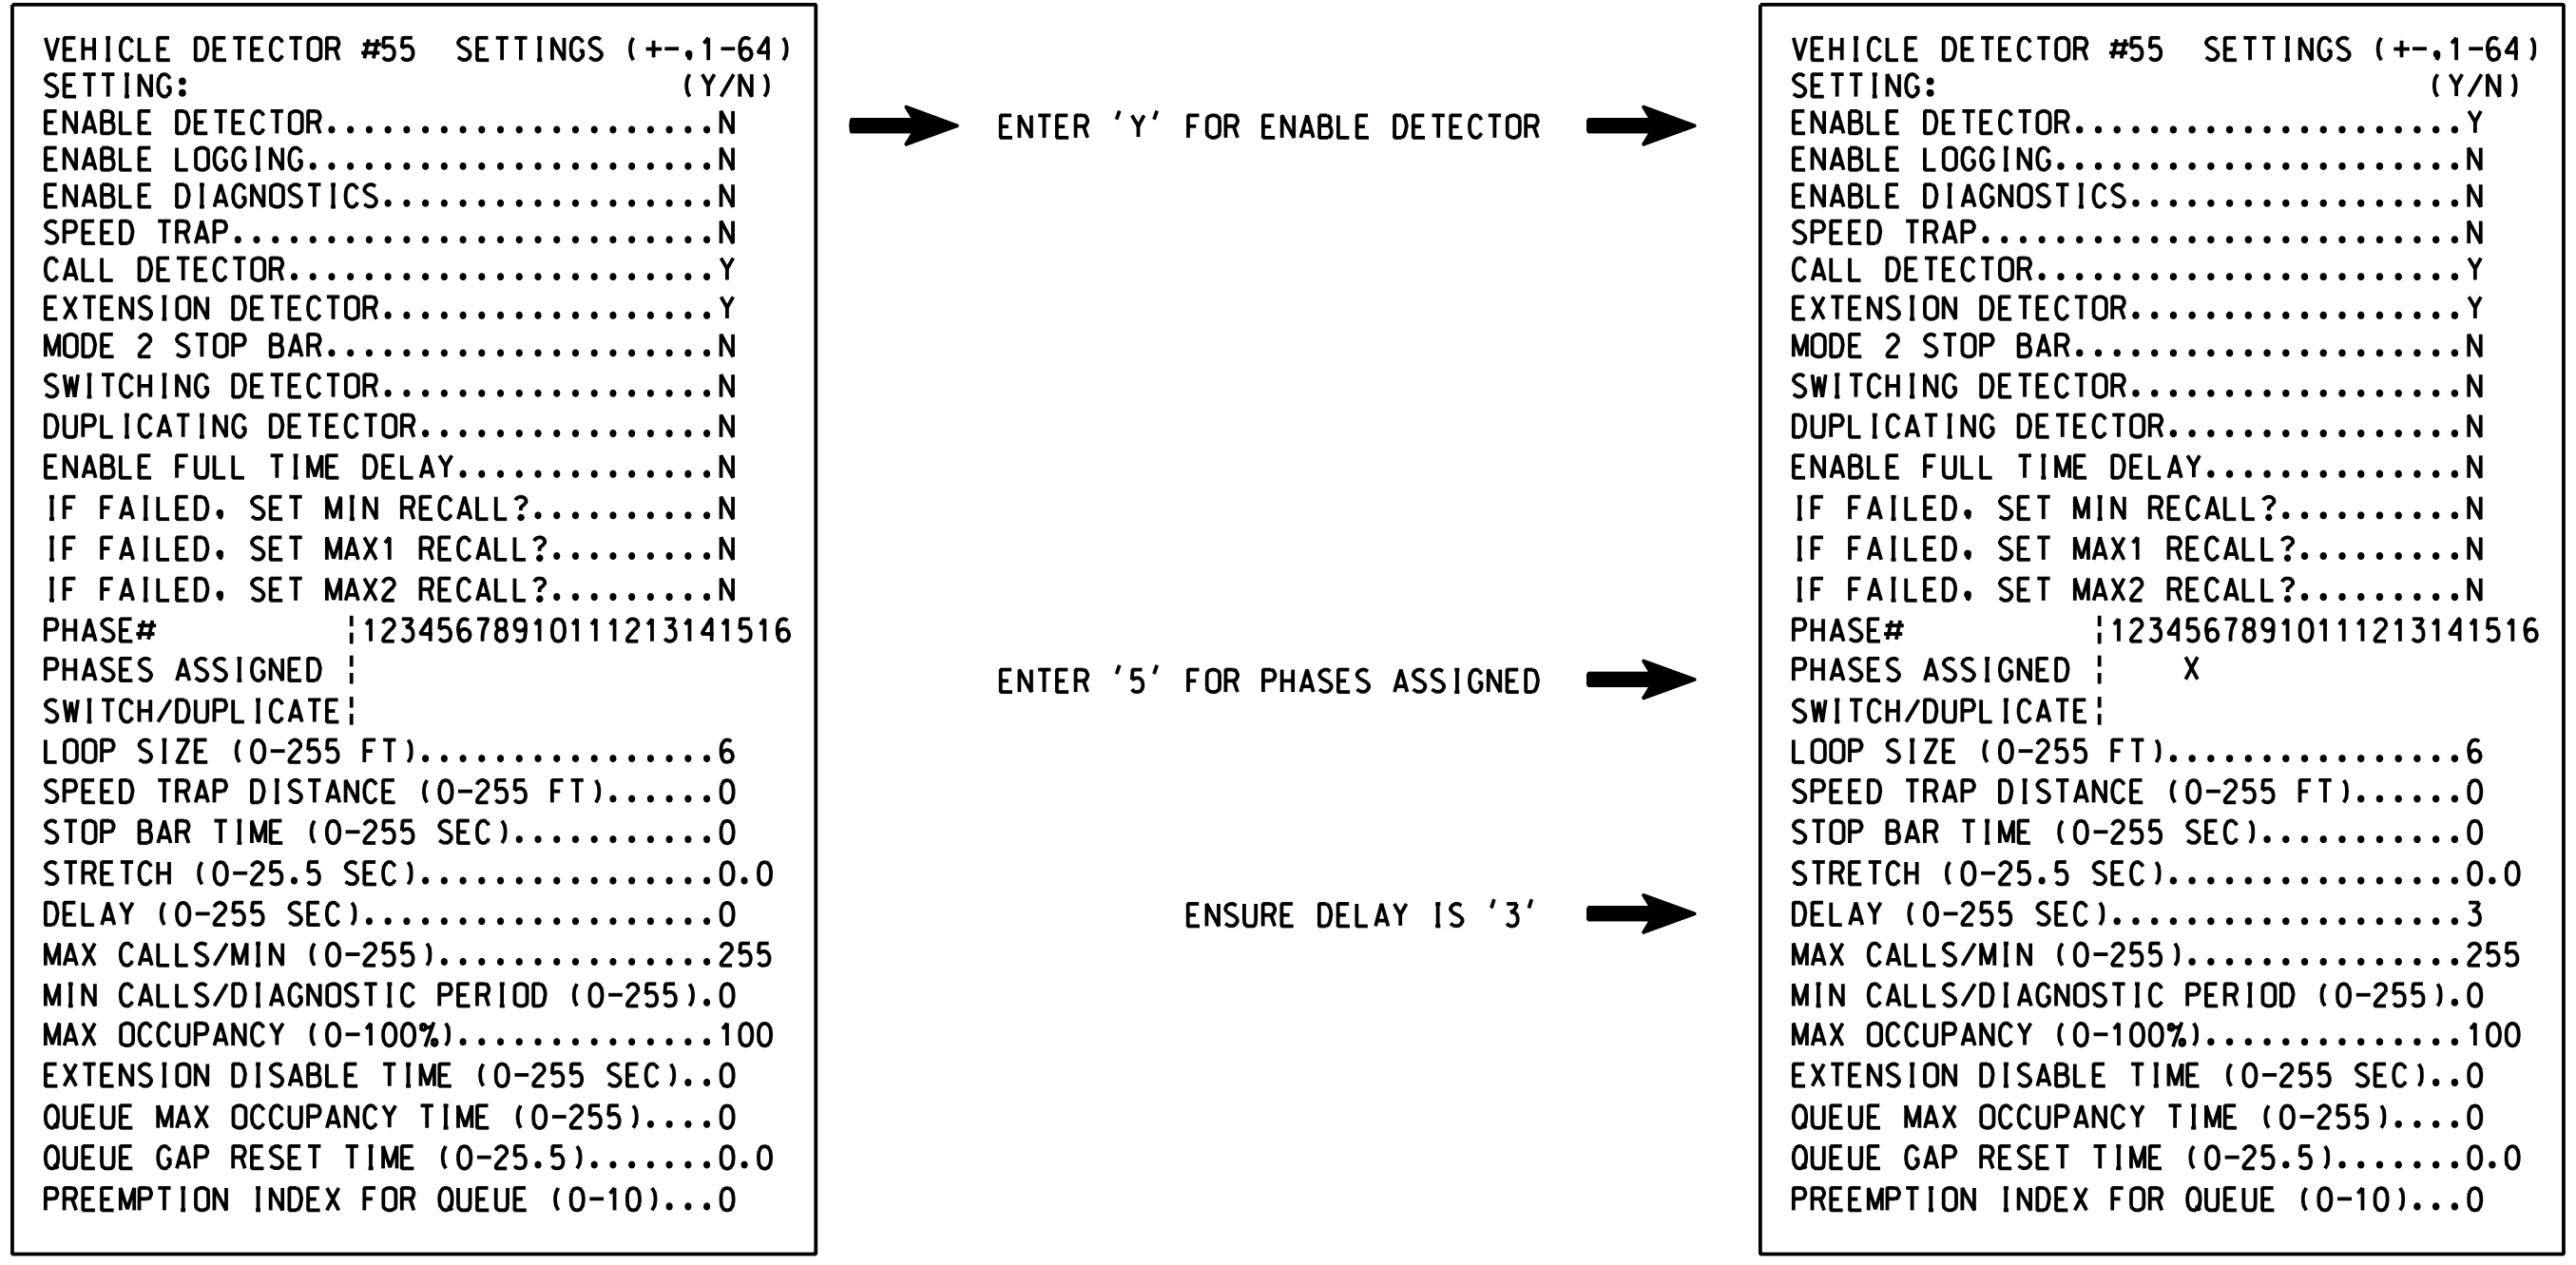 VEHICLE DETECTOR #55  SETTINGS (+-,1-64)
SETTING:                          (Y/N)
ENABLE DETECTOR.....................N
ENABLE LOGGING......................N
ENABLE DIAGNOSTICS..................N
SPEED TRAP..........................N
CALL DETECTOR.......................Y
EXTENSION DETECTOR..................Y
MODE 2 STOP BAR.....................N
SWITCHING DETECTOR..................N
DUPLICATING DETECTOR................N
ENABLE FULL TIME DELAY..............N
IF FAILED, SET MIN RECALL?..........N
IF FAILED, SET MAX1 RECALL?.........N
IF FAILED, SET MAX2 RECALL?.........N
PHASE#          |12345678910111213141516
PHASES ASSIGNED |
SWITCH/DUPLICATE|
LOOP SIZE (0-255 FT)................6
SPEED TRAP DISTANCE (0-255 FT)......0
STOP BAR TIME (0-255 SEC)...........0
STRETCH (0-25.5 SEC)................0.0
DELAY (0-255 SEC)...................0
MAX CALLS/MIN (0-255)...............255
MIN CALLS/DIAGNOSTIC PERIOD (0-255).0
MAX OCCUPANCY (0-100%)..............100
EXTENSION DISABLE TIME (0-255 SEC)..0
QUEUE MAX OCCUPANCY TIME (0-255)....0
QUEUE GAP RESET TIME (0-25.5).......0.0
PREEMPTION INDEX FOR QUEUE (0-10)...0
ENTER 'Y' FOR ENABLE DETECTOR
ENTER '5' FOR PHASES ASSIGNED
ENSURE DELAY IS '3'
VEHICLE DETECTOR #55  SETTINGS (+-,1-64)
SETTING:                          (Y/N)
ENABLE DETECTOR.....................Y
ENABLE LOGGING......................N
ENABLE DIAGNOSTICS..................N
SPEED TRAP..........................N
CALL DETECTOR.......................Y
EXTENSION DETECTOR..................Y
MODE 2 STOP BAR.....................N
SWITCHING DETECTOR..................N
DUPLICATING DETECTOR................N
ENABLE FULL TIME DELAY..............N
IF FAILED, SET MIN RECALL?..........N
IF FAILED, SET MAX1 RECALL?.........N
IF FAILED, SET MAX2 RECALL?.........N
PHASE#          |12345678910111213141516
PHASES ASSIGNED |    X
SWITCH/DUPLICATE|
LOOP SIZE (0-255 FT)................6
SPEED TRAP DISTANCE (0-255 FT)......0
STOP BAR TIME (0-255 SEC)...........0
STRETCH (0-25.5 SEC)................0.0
DELAY (0-255 SEC)...................3
MAX CALLS/MIN (0-255)...............255
MIN CALLS/DIAGNOSTIC PERIOD (0-255).0
MAX OCCUPANCY (0-100%)..............100
EXTENSION DISABLE TIME (0-255 SEC)..0
QUEUE MAX OCCUPANCY TIME (0-255)....0
QUEUE GAP RESET TIME (0-25.5).......0.0
PREEMPTION INDEX FOR QUEUE (0-10)...0